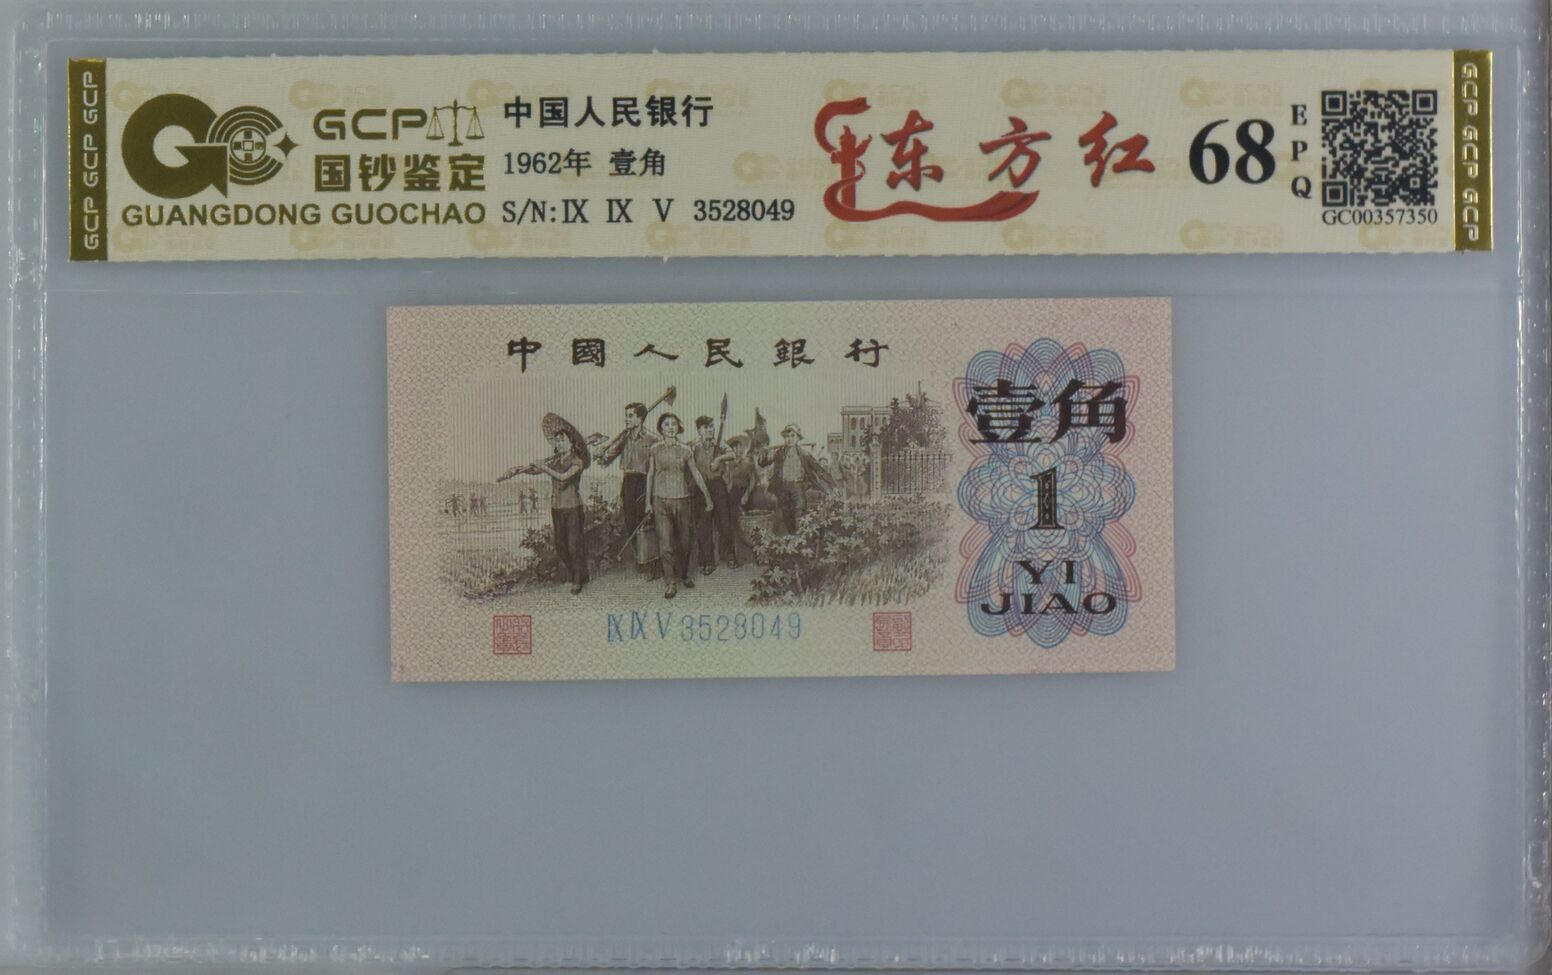 GCP GCP GCP
GCP
国钞鉴定
GUANGDONG GUOCHAO
中国人民银行
1962年 壹角
S/N:IX IX V 3528049
东方红
68
EPQ
GC00357350
GCP GCP GCP
中國人民銀行
壹角
1
YI
JIAO
IX IX V 3528049